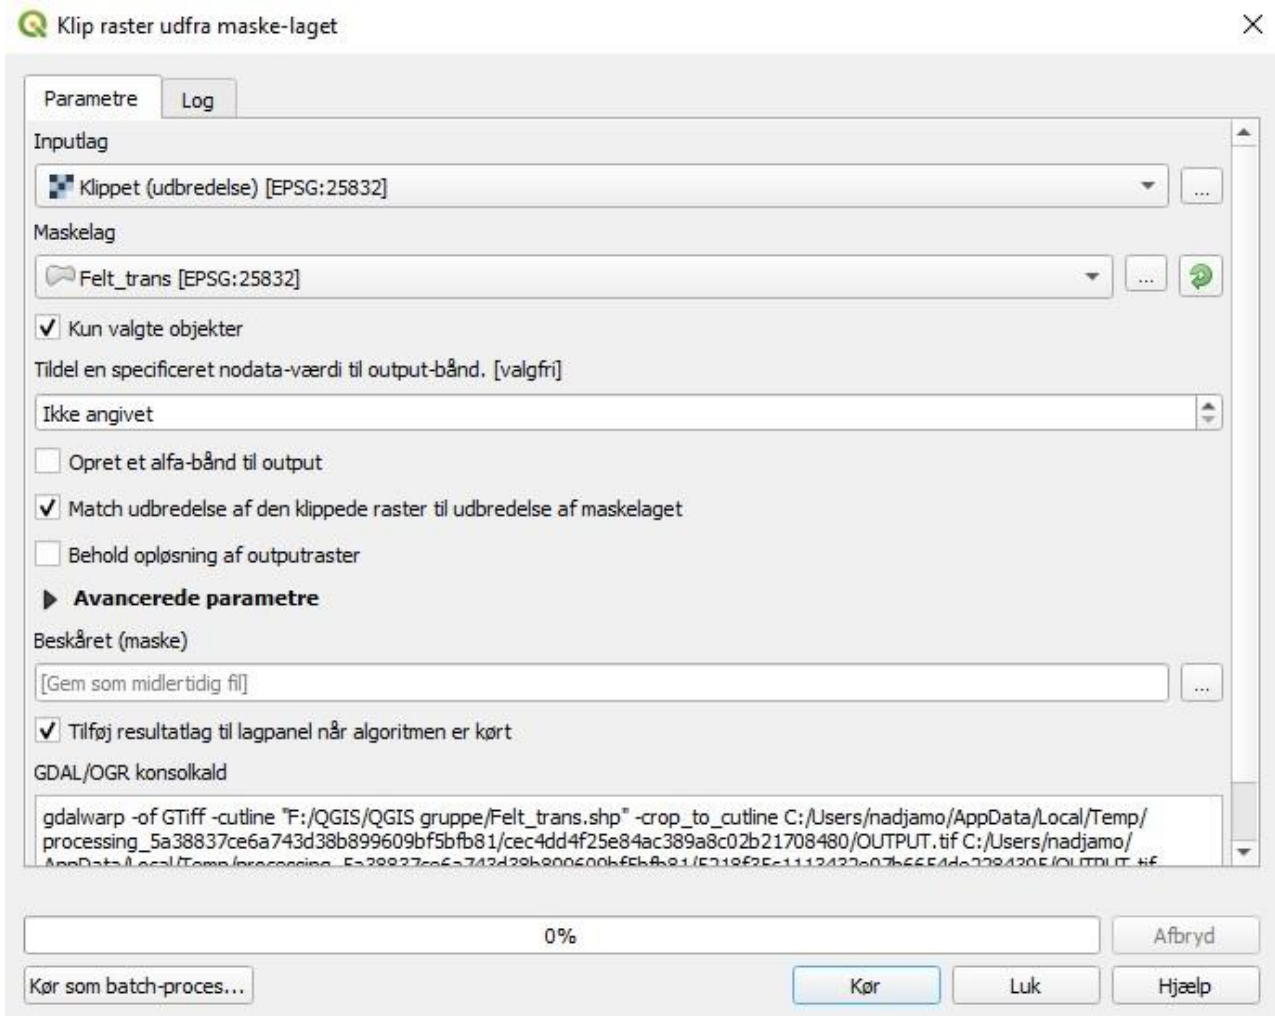 Klip raster udfra maske-laget
Parametre
Log
Inputlag
Klippet (udbredelse) [EPSG:25832]
...
Maskelag
Felt_trans [EPSG:25832]
...
Kun valgte objekter
Tildel en specificeret nodata-værdi til output-bånd. [valgfri]
Ikke angivet
Opret et alfa-bånd til output
Match udbredelse af den klippede raster til udbredelse af maskelaget
Behold opløsning af outputraster
Avancerede parametre
Beskåret (maske)
[Gem som midlertidig fil]
...
Tilføj resultatlag til lagpanel når algoritmen er kørt
GDAL/OGR konsolkald
gdalwarp -of GTiff -cutline "F:/QGIS/QGIS gruppe/Felt_trans.shp" -crop_to_cutline C:/Users/nadjamo/AppData/Local/Temp/
processing_5a38837ce6a743d38b899609bf5bfb81/cec4dd4f25e84ac389a8c02b21708480/OUTPUT.tif C:/Users/nadjamo/
0%
Afbryd
Kør som batch-proces...
Kør
Luk
Hjælp